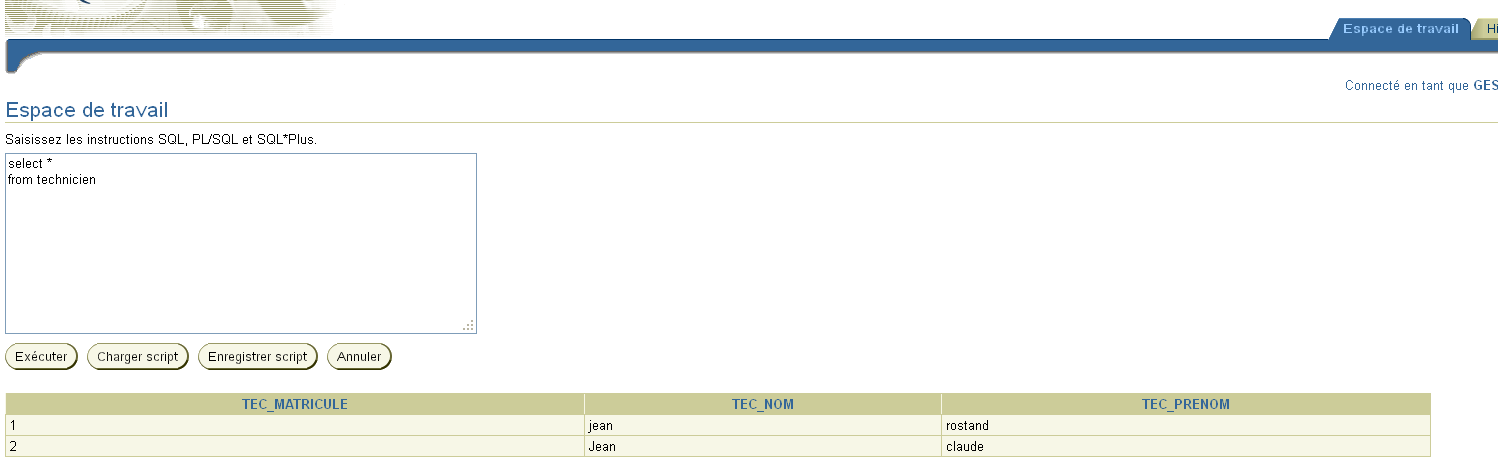 Espace de travail Hi
Connecté en tant que GES
Espace de travail
Saisissez les instructions SQL, PL/SQL et SQL*Plus.
select *
from technicien
Exécuter Charger script Enregistrer script Annuler
TEC_MATRICULE TEC_NOM TEC_PRENOM
1 jean rostand
2 Jean claude